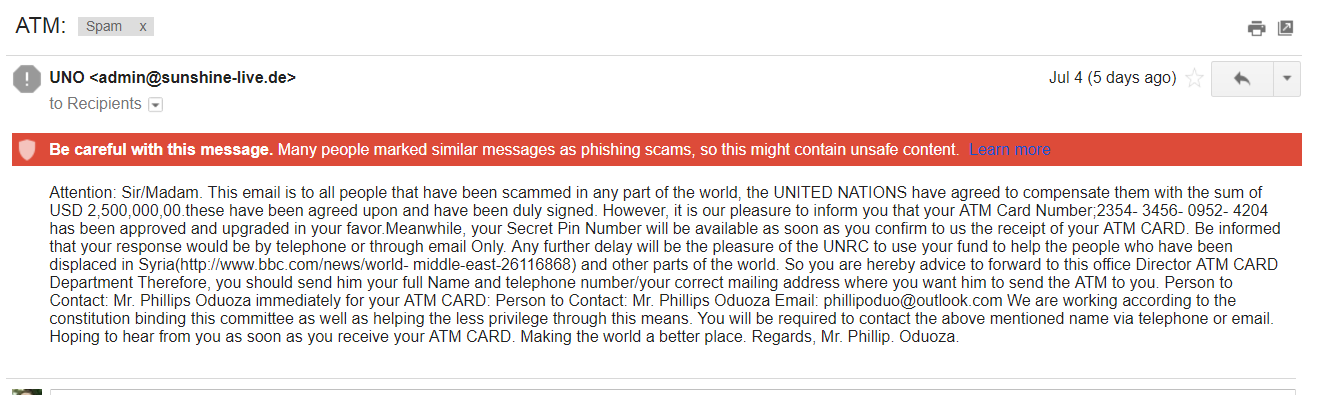 ATM: Spam x
UNO <admin@sunshine-live.de> Jul 4 (5 days ago)
to Recipients
Be careful with this message. Many people marked similar messages as phishing scams, so this might contain unsafe content. Learn more
Attention: Sir/Madam. This email is to all people that have been scammed in any part of the world, the UNITED NATIONS have agreed to compensate them with the sum of
USD 2,500,000,00.these have been agreed upon and have been duly signed. However, it is our pleasure to inform you that your ATM Card Number;2354- 3456- 0952- 4204
has been approved and upgraded in your favor.Meanwhile, your Secret Pin Number will be available as soon as you confirm to us the receipt of your ATM CARD. Be informed
that your response would be by telephone or through email Only. Any further delay will be the pleasure of the UNRC to use your fund to help the people who have been
displaced in Syria(http://www.bbc.com/news/world- middle-east-26116868) and other parts of the world. So you are hereby advice to forward to this office Director ATM CARD
Department Therefore, you should send him your full Name and telephone number/your correct mailing address where you want him to send the ATM to you. Person to
Contact: Mr. Phillips Oduoza immediately for your ATM CARD: Person to Contact: Mr. Phillips Oduoza Email: phillipoduo@outlook.com We are working according to the
constitution binding this committee as well as helping the less privilege through this means. You will be required to contact the above mentioned name via telephone or email.
Hoping to hear from you as soon as you receive your ATM CARD. Making the world a better place. Regards, Mr. Phillip. Oduoza.